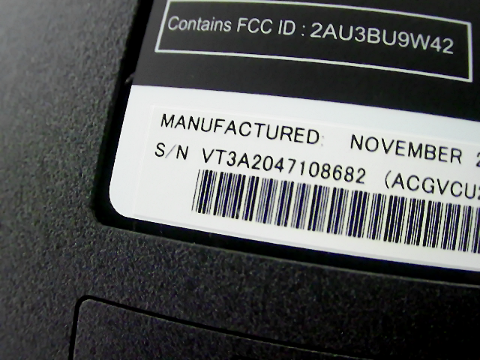 Contains FCC ID : 2AU3BU9W42
MANUFACTURED: NOVEMBER
S/N VT3A2047108682